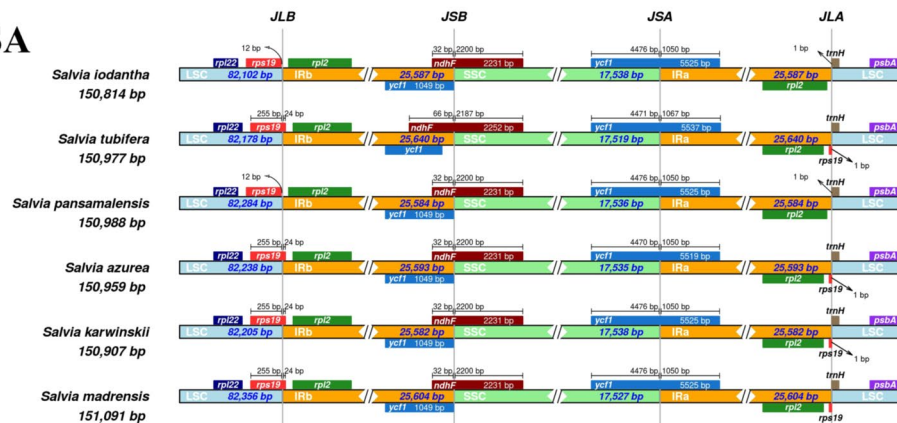 A
JLB JSB JSA JLA
12 bp 32 bp 2200 bp 4476 bp 1050 bp 1 bp trnH
rpl22 rps19 rpl2 ndhF 2231 bp ycf1 5525 bp psbA
Salvia iodantha LSC 82,102 bp IRb 25,587 bp SSC 17,538 bp IRa 25,587 bp LSC
150,814 bp ycf1 1049 bp rpl2
255 bp 24 bp 66 bp 2187 bp 4471 bp 1067 bp trnH
rpl22 rps19 rpl2 ndhF 2252 bp ycf1 5537 bp psbA
Salvia tubifera LSC 82,178 bp IRb 25,640 bp SSC 17,519 bp IRa 25,640 bp LSC
150,977 bp ycf1 rpl2 rps19 1 bp
12 bp 32 bp 2200 bp 4476 bp 1050 bp 1 bp trnH
rpl22 rps19 rpl2 ndhF 2231 bp ycf1 5525 bp psbA
Salvia pansamalensis LSC 82,284 bp IRb 25,584 bp SSC 17,536 bp IRa 25,584 bp LSC
150,988 bp ycf1 1049 bp rpl2
255 bp 24 bp 32 bp 2200 bp 4470 bp 1050 bp trnH
rpl22 rps19 rpl2 ndhF 2231 bp ycf1 5519 bp psbA
Salvia azurea LSC 82,238 bp IRb 25,593 bp SSC 17,535 bp IRa 25,593 bp LSC
150,959 bp ycf1 1049 bp rpl2 rps19 1 bp
255 bp 24 bp 32 bp 2200 bp 4476 bp 1050 bp trnH
rpl22 rps19 rpl2 ndhF 2231 bp ycf1 5525 bp psbA
Salvia karwinskii LSC 82,205 bp IRb 25,582 bp SSC 17,538 bp IRa 25,582 bp LSC
150,907 bp ycf1 1049 bp rpl2 rps19 1 bp
255 bp 24 bp 32 bp 2200 bp 4476 bp 1050 bp trnH
rpl22 rps19 rpl2 ndhF 2231 bp ycf1 5525 bp psbA
Salvia madrensis LSC 82,356 bp IRb 25,604 bp SSC 17,527 bp IRa 25,604 bp LSC
151,091 bp ycf1 1049 bp rpl2 rps19